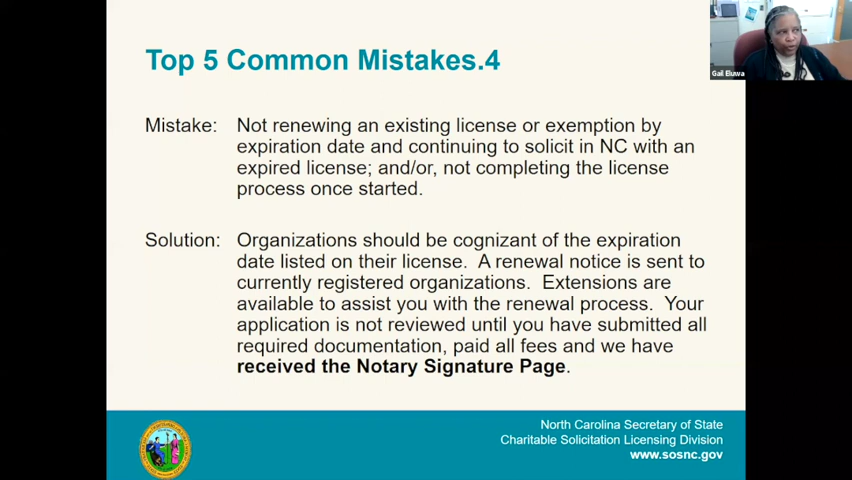 Top 5 Common Mistakes.4
Gail Eluwa
Mistake: Not renewing an existing license or exemption by
expiration date and continuing to solicit in NC with an
expired license; and/or, not completing the license
process once started.
Solution: Organizations should be cognizant of the expiration
date listed on their license. A renewal notice is sent to
currently registered organizations. Extensions are
available to assist you with the renewal process. Your
application is not reviewed until you have submitted all
required documentation, paid all fees and we have
received the Notary Signature Page.
North Carolina Secretary of State
Charitable Solicitation Licensing Division
www.sosnc.gov